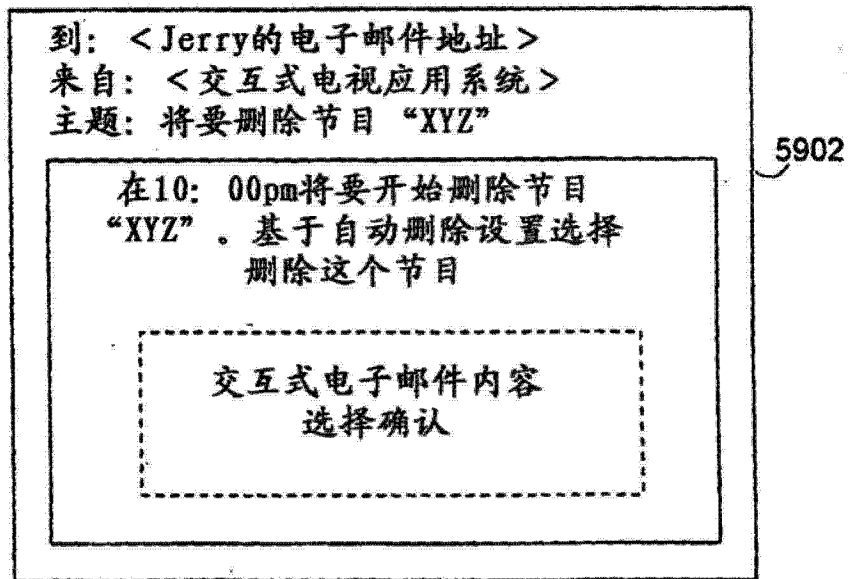 到：<Jerry的电子邮件地址>
来自：<交互式电视应用系统>
主题：将要删除节目“XYZ”
5902
在10：00pm将要开始删除节目
“XYZ”。基于自动删除设置选择
删除这个节目
交互式电子邮件内容
选择确认